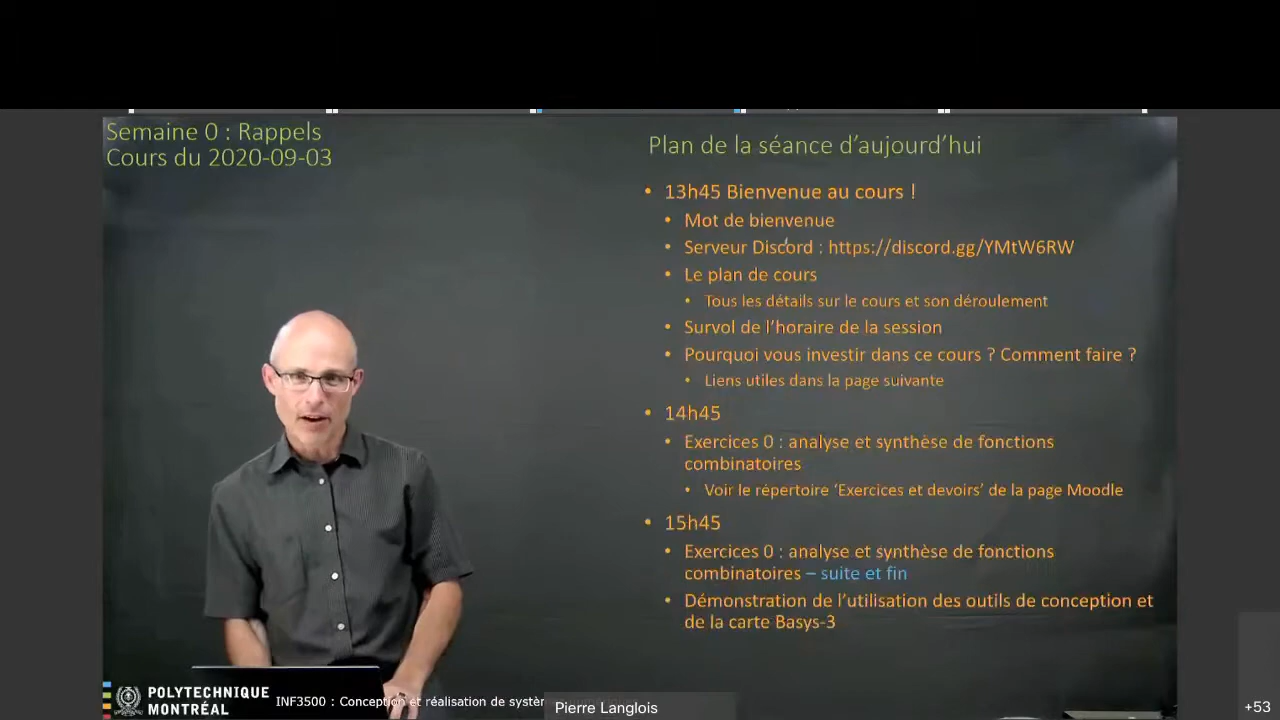 Semaine 0 : Rappels
Cours du 2020-09-03
Plan de la séance d’aujourd’hui
• 13h45 Bienvenue au cours !
• Mot de bienvenue
• Serveur Discord : https://discord.gg/YMtW6RW
• Le plan de cours
• Tous les détails sur le cours et son déroulement
• Survol de l’horaire de la session
• Pourquoi vous investir dans ce cours ? Comment faire ?
• Liens utiles dans la page suivante
• 14h45
• Exercices 0 : analyse et synthèse de fonctions
combinatoires
• Voir le répertoire ‘Exercices et devoirs’ de la page Moodle
• 15h45
• Exercices 0 : analyse et synthèse de fonctions
combinatoires – suite et fin
• Démonstration de l’utilisation des outils de conception et
de la carte Basys-3
POLYTECHNIQUE
MONTRÉAL
INF3500 : Conception et réalisation de systèm
Pierre Langlois
+53